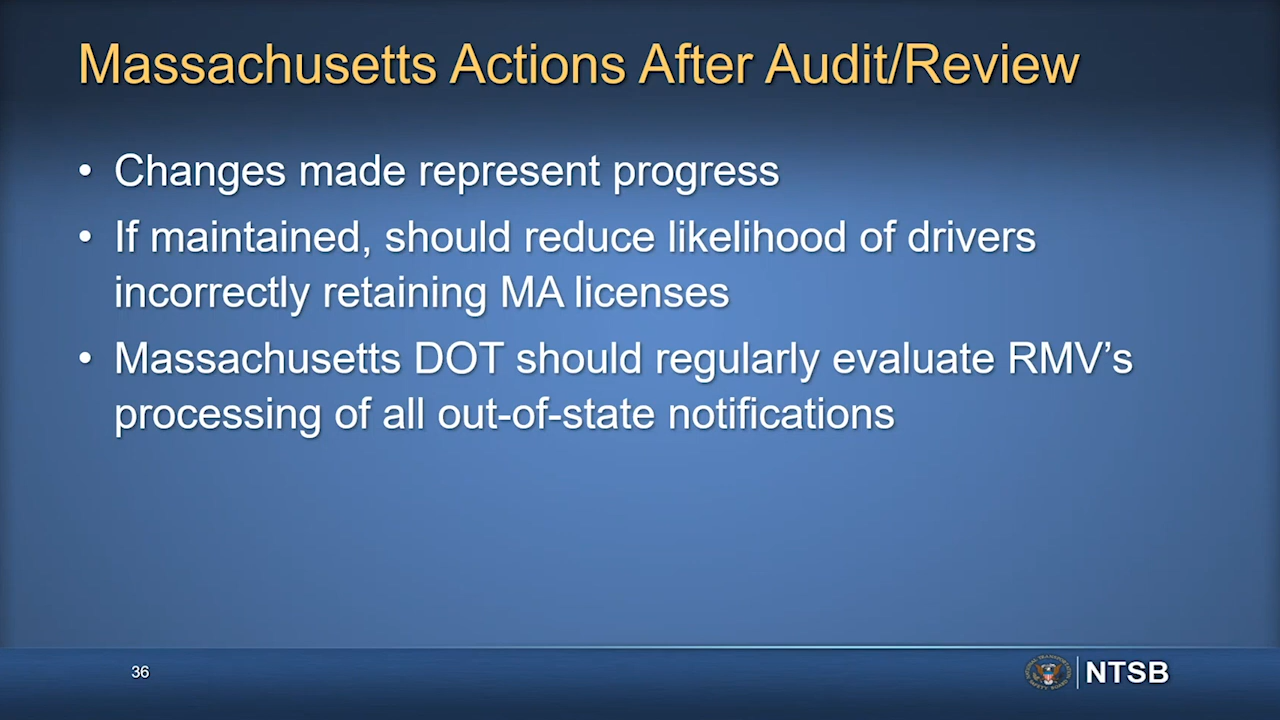 Massachusetts Actions After Audit/Review
• Changes made represent progress
• If maintained, should reduce likelihood of drivers
incorrectly retaining MA licenses
• Massachusetts DOT should regularly evaluate RMV’s
processing of all out-of-state notifications
36
NTSB